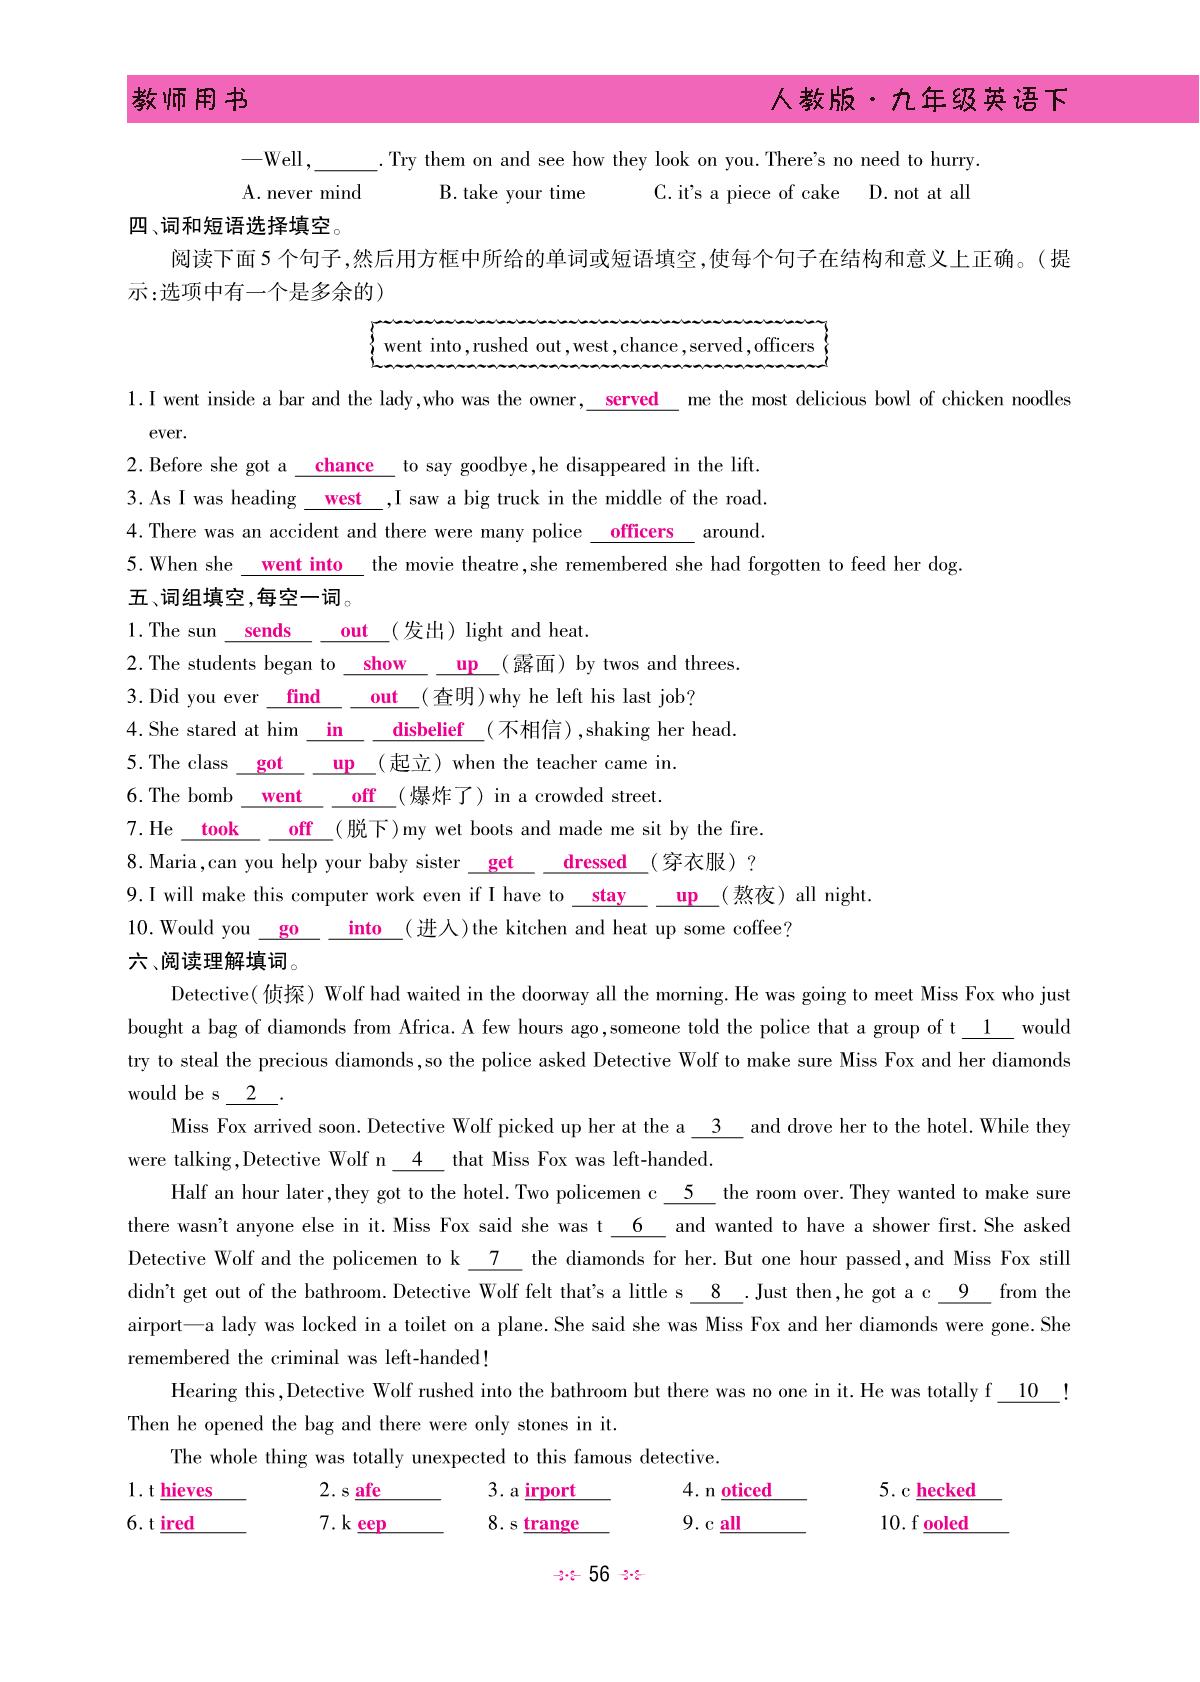 教师用书 人教版·九年级英语下
—Well,______. Try them on and see how they look on you. There's no need to hurry.
A. never mind B. take your time C. it's a piece of cake D. not at all
四、词和短语选择填空。
阅读下面5个句子,然后用方框中所给的单词或短语填空,使每个句子在结构和意义上正确。(提
示:选项中有一个是多余的)
went into,rushed out,west,chance,served,officers
1. I went inside a bar and the lady,who was the owner, served me the most delicious bowl of chicken noodles
ever.
2. Before she got a chance to say goodbye,he disappeared in the lift.
3. As I was heading west ,I saw a big truck in the middle of the road.
4. There was an accident and there were many police officers around.
5. When she went into the movie theatre,she remembered she had forgotten to feed her dog.
五、词组填空,每空一词。
1. The sun sends out (发出) light and heat.
2. The students began to show up (露面) by twos and threes.
3. Did you ever find out (查明)why he left his last job?
4. She stared at him in disbelief (不相信),shaking her head.
5. The class got up (起立) when the teacher came in.
6. The bomb went off (爆炸了) in a crowded street.
7. He took off (脱下)my wet boots and made me sit by the fire.
8. Maria,can you help your baby sister get dressed (穿衣服) ?
9. I will make this computer work even if I have to stay up (熬夜) all night.
10. Would you go into (进入)the kitchen and heat up some coffee?
六、阅读理解填词。
Detective(侦探) Wolf had waited in the doorway all the morning. He was going to meet Miss Fox who just
bought a bag of diamonds from Africa. A few hours ago,someone told the police that a group of t 1 would
try to steal the precious diamonds,so the police asked Detective Wolf to make sure Miss Fox and her diamonds
would be s 2 .
Miss Fox arrived soon. Detective Wolf picked up her at the a 3 and drove her to the hotel. While they
were talking,Detective Wolf n 4 that Miss Fox was left-handed.
Half an hour later,they got to the hotel. Two policemen c 5 the room over. They wanted to make sure
there wasn't anyone else in it. Miss Fox said she was t 6 and wanted to have a shower first. She asked
Detective Wolf and the policemen to k 7 the diamonds for her. But one hour passed,and Miss Fox still
didn't get out of the bathroom. Detective Wolf felt that's a little s 8 . Just then,he got a c 9 from the
airport—a lady was locked in a toilet on a plane. She said she was Miss Fox and her diamonds were gone. She
remembered the criminal was left-handed!
Hearing this,Detective Wolf rushed into the bathroom but there was no one in it. He was totally f 10 !
Then he opened the bag and there were only stones in it.
The whole thing was totally unexpected to this famous detective.
1. t hieves 2. s afe 3. a irport 4. n oticed 5. c hecked
6. t ired 7. k eep 8. s trange 9. c all 10. f ooled
56